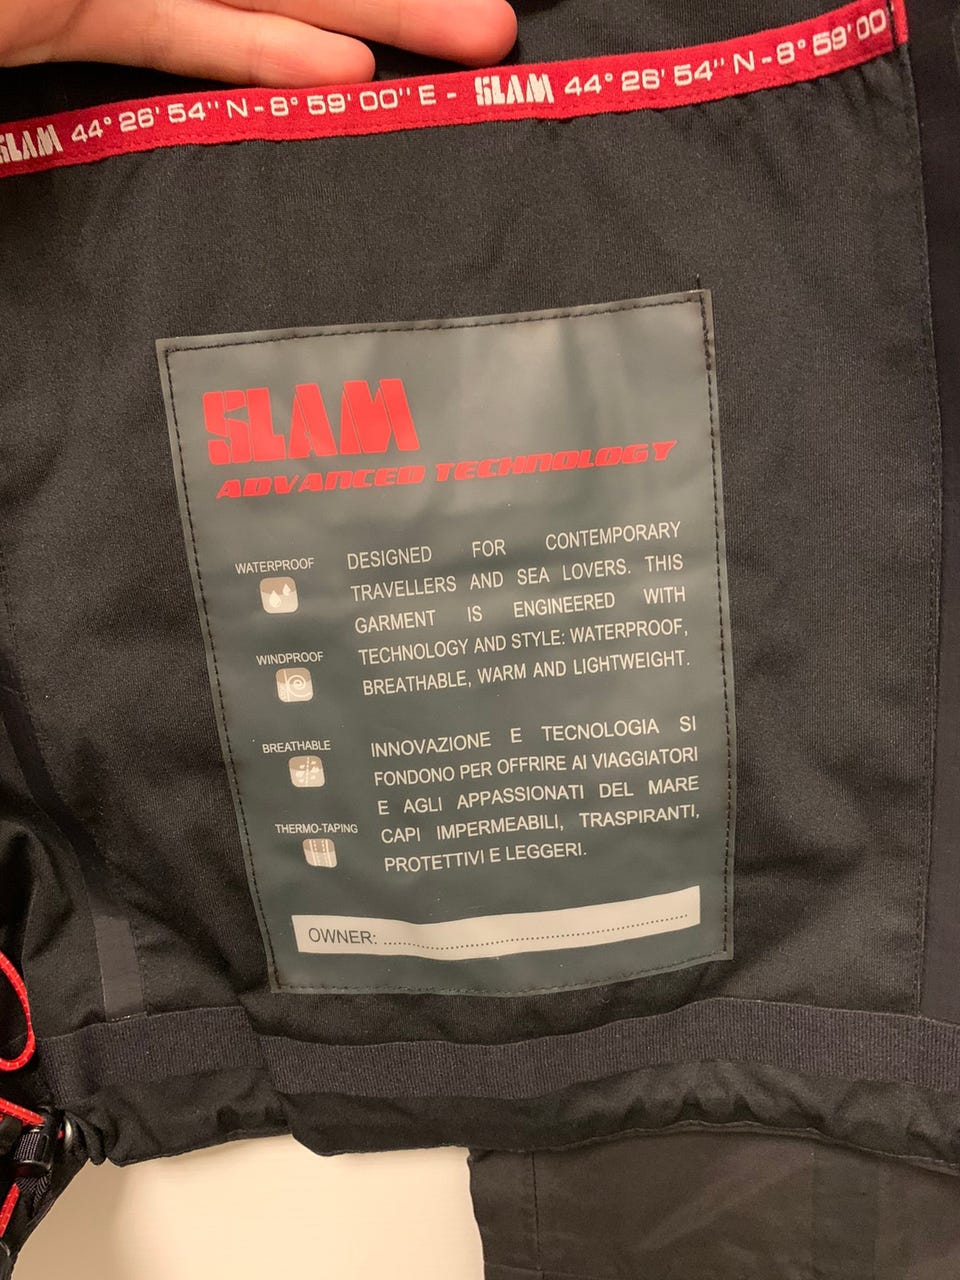 SLAM 44° 26' 54'' N - 8° 59' 00'' E - SLAM 44° 26' 54'' N - 8° 59' 00'
SLAM
ADVANCED TECHNOLOGY
WATERPROOF
WINDPROOF
BREATHABLE
THERMO-TAPING
DESIGNED FOR CONTEMPORARY
TRAVELLERS AND SEA LOVERS. THIS
GARMENT IS ENGINEERED WITH
TECHNOLOGY AND STYLE: WATERPROOF,
BREATHABLE, WARM AND LIGHTWEIGHT.
INNOVAZIONE E TECNOLOGIA SI
FONDONO PER OFFRIRE AI VIAGGIATORI
E AGLI APPASSIONATI DEL MARE
CAPI IMPERMEABILI, TRASPIRANTI,
PROTETTIVI E LEGGERI.
OWNER: ..................................................